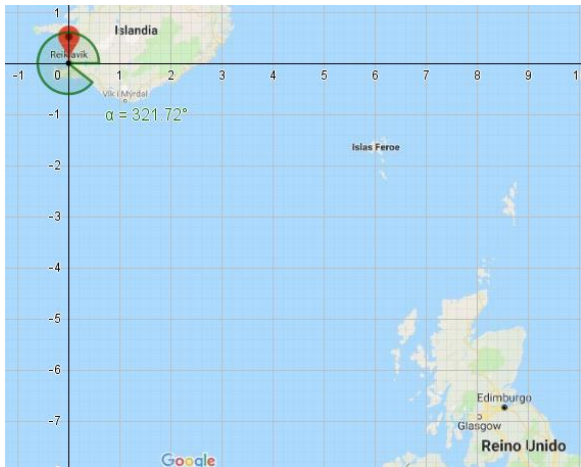 1
Islandia
Reikiavik
-1 0 1 2 3 4 5 6 7 8 9 10
Vík í Mýrdal
-1
α = 321.72°
Islas Feroe
-2
-3
-4
-5
-6
Edimburgo
-7
Glasgow
Reino Unido
Google